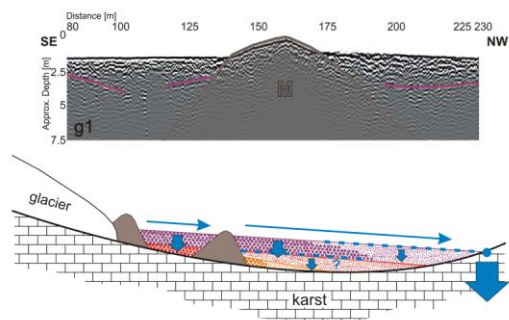 Distance [m]
80 100 125 150 175 200 225 230
SE NW
Approx. Depth [m]
0
2.5
5
7.5
M
g1
glacier
?
karst